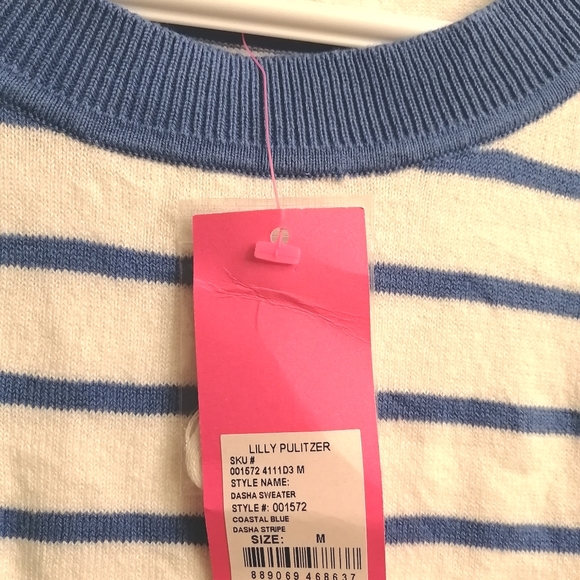 LILLY PULITZER
SKU #
001572 4111D3 M
STYLE NAME:
DASHA SWEATER
STYLE #: 001572
COASTAL BLUE
DASHA STRIPE
SIZE: M
889069 468637